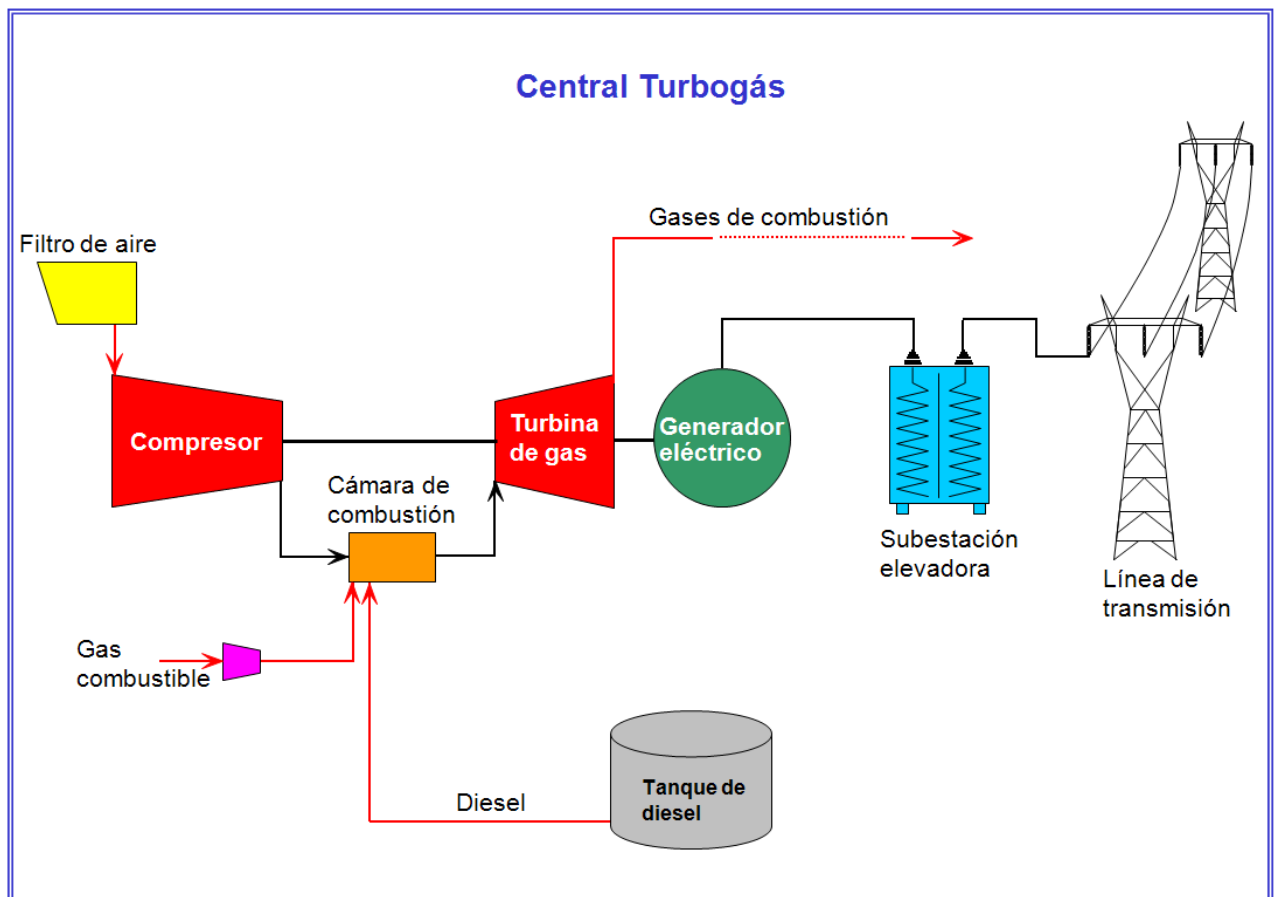 Central Turbogás
Gases de combustión
Filtro de aire
Compresor
Turbina
de gas
Generador
eléctrico
Cámara de
combustión
Subestación
elevadora
Línea de
transmisión
Gas
combustible
Diesel
Tanque de
diesel